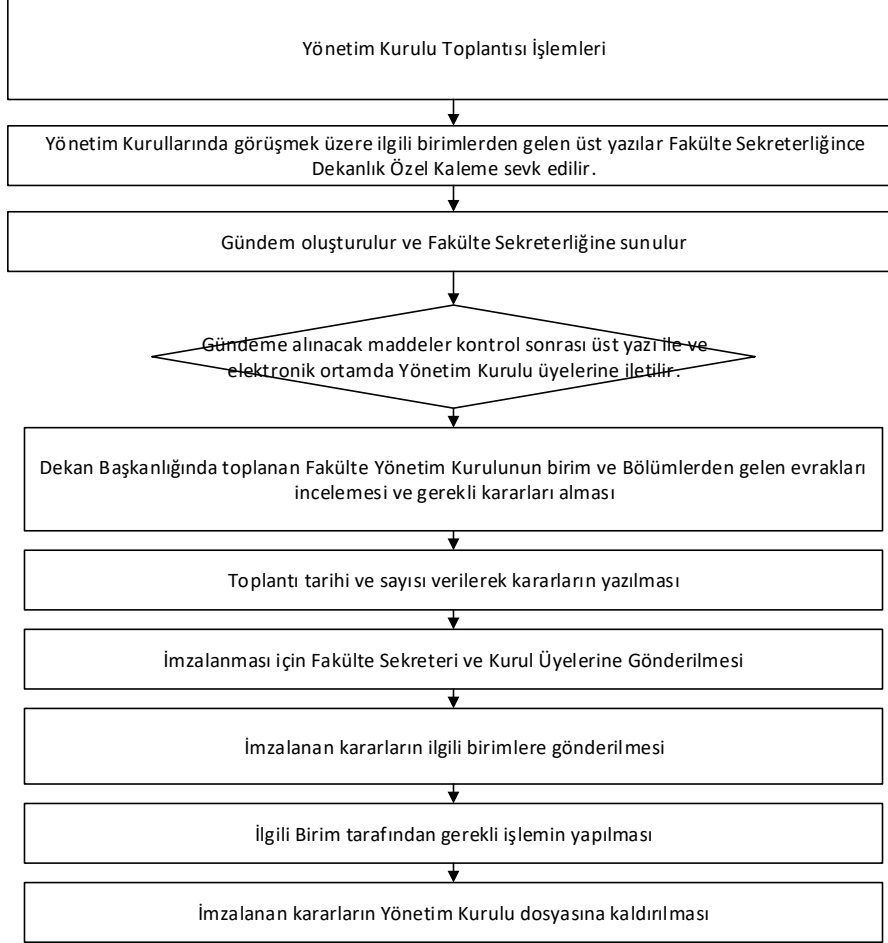 Yönetim Kurulu Toplantısı İşlemleri
Yönetim Kurullarında görüşmek üzere ilgili birimlerden gelen üst yazılar Fakülte Sekreterliğince
Dekanlık Özel Kaleme sevk edilir.
Gündem oluşturulur ve Fakülte Sekreterliğine sunulur
Gündeme alınacak maddeler kontrol sonrası üst yazı ile ve
elektronik ortamda Yönetim Kurulu üyelerine iletilir.
Dekan Başkanlığında toplanan Fakülte Yönetim Kurulunun birim ve Bölümlerden gelen evrakları
incelemesi ve gerekli kararları alması
Toplantı tarihi ve sayısı verilerek kararların yazılması
İmzalanması için Fakülte Sekreteri ve Kurul Üyelerine Gönderilmesi
İmzalanan kararların ilgili birimlere gönderilmesi
İlgili Birim tarafından gerekli işlemin yapılması
İmzalanan kararların Yönetim Kurulu dosyasına kaldırılması